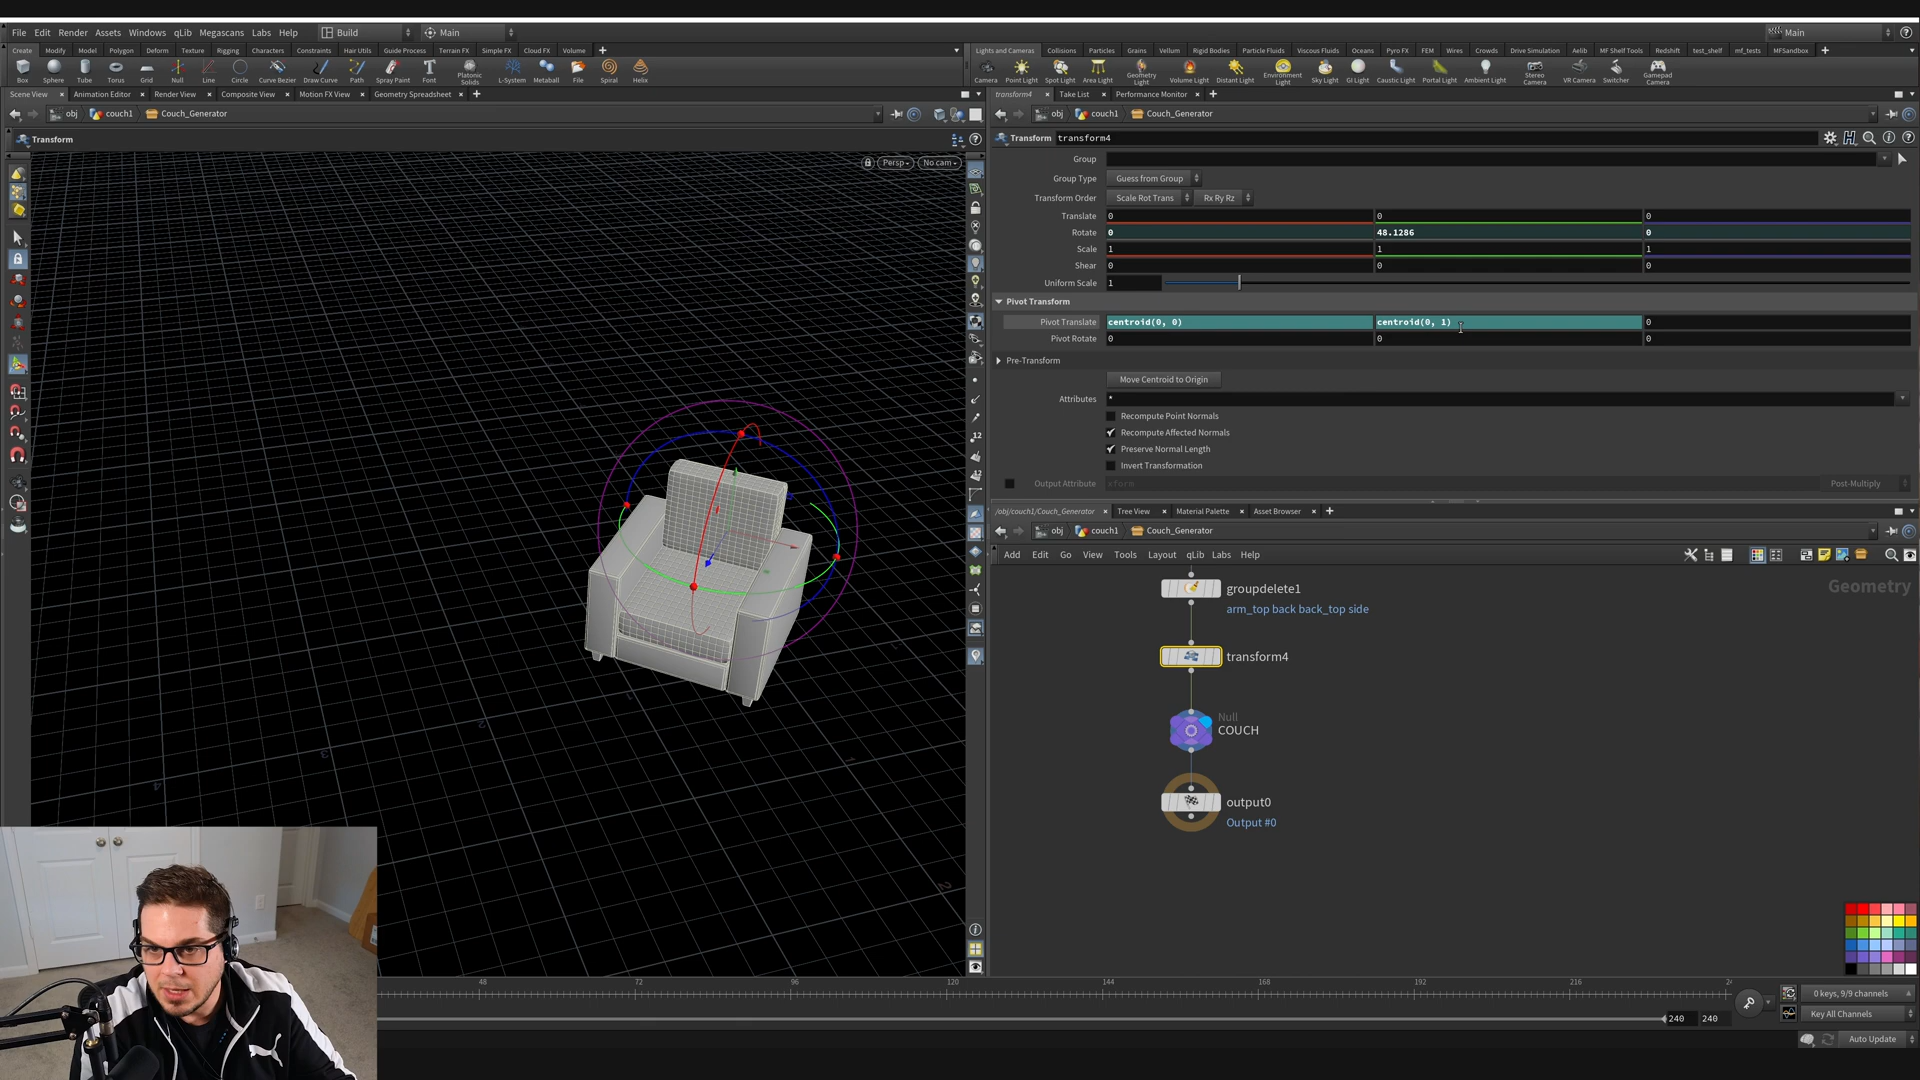 File Edit Render Assets Windows qLib Megascans Labs Help Build Main Main
Create Modify Model Polygon Deform Texture Rigging Characters Constraints Hair Utils Guide Process Terrain FX Simple FX Cloud FX Volume
Lights and Cameras Collisions Particles Grains Vellum Rigid Bodies Particle Fluids Viscous Fluids Oceans Pyro FX FEM Wires Crowds Drive Simulation Aelib MF Shelf Tools Redshift test_shelf mf_tests MFSandbox
Box Sphere Tube Torus Grid Null Line Circle Curve Bezier Draw Curve Path Spray Paint Font Platonic Solids L-System Metaball File Spiral Helix
Camera Point Light Spot Light Area Light Geometry Light Volume Light Distant Light Environment Light Sky Light GI Light Caustic Light Portal Light Ambient Light Stereo Camera VR Camera Switcher Gamepad Camera
Scene View Animation Editor Render View Composite View Motion FX View Geometry Spreadsheet
transform4 Take List Performance Monitor
obj couch1 Couch_Generator
obj couch1 Couch_Generator
Transform
Persp No cam
Transform transform4
Group
Group Type Guess from Group
Transform Order Scale Rot Trans Rx Ry Rz
Translate 0 0 0
Rotate 0 48.1286 0
Scale 1 1 1
Shear 0 0 0
Uniform Scale 1
Pivot Transform
Pivot Translate centroid(0, 0) centroid(0, 1) 0
Pivot Rotate 0 0 0
Pre-Transform
Move Centroid to Origin
Attributes *
Recompute Point Normals
Recompute Affected Normals
Preserve Normal Length
Invert Transformation
Output Attribute xform Post-Multiply
/obj/couch1/Couch_Generator Tree View Material Palette Asset Browser
obj couch1 Couch_Generator
Add Edit Go View Tools Layout qLib Labs Help
Geometry
groupdelete1
arm_top back back_top side
transform4
Null
COUCH
output0
Output #0
48 72 96 120 144 168 192 216
240 240
0 keys, 9/9 channels
Key All Channels
Auto Update